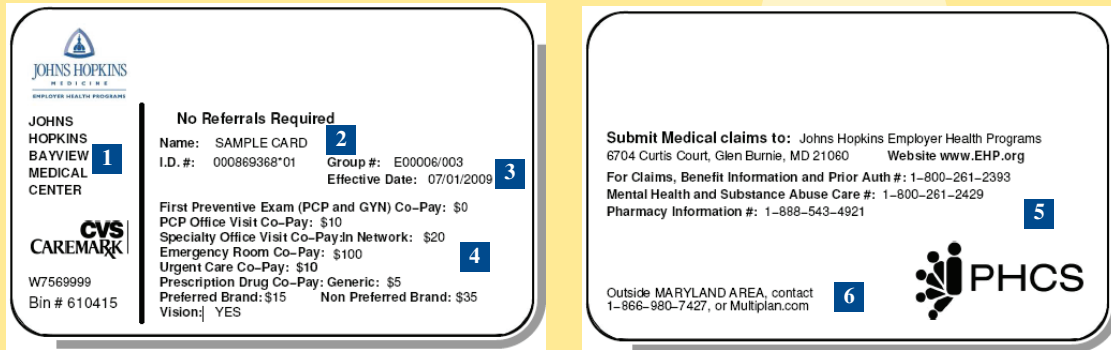 JOHNS HOPKINS
MEDICINE
EMPLOYER HEALTH PROGRAMS
JOHNS
HOPKINS
BAYVIEW
MEDICAL
CENTER
1
CVS
CAREMARK
W7569999
Bin # 610415
No Referrals Required
2
Name: SAMPLE CARD
I.D. #: 000869368*01 Group #: E00006/003
Effective Date: 07/01/2009
3
First Preventive Exam (PCP and GYN) Co-Pay: $0
PCP Office Visit Co-Pay: $10
Specialty Office Visit Co-Pay:In Network: $20
Emergency Room Co-Pay: $100
Urgent Care Co-Pay: $10
Prescription Drug Co-Pay: Generic: $5
Preferred Brand: $15 Non Preferred Brand: $35
Vision: YES
4
Submit Medical claims to: Johns Hopkins Employer Health Programs
6704 Curtis Court, Glen Burnie, MD 21060 Website www.EHP.org
For Claims, Benefit Information and Prior Auth #: 1-800-261-2393
Mental Health and Substance Abuse Care #: 1-800-261-2429
Pharmacy Information #: 1-888-543-4921
5
PHCS
Outside MARYLAND AREA, contact
1-866-980-7427, or Multiplan.com
6